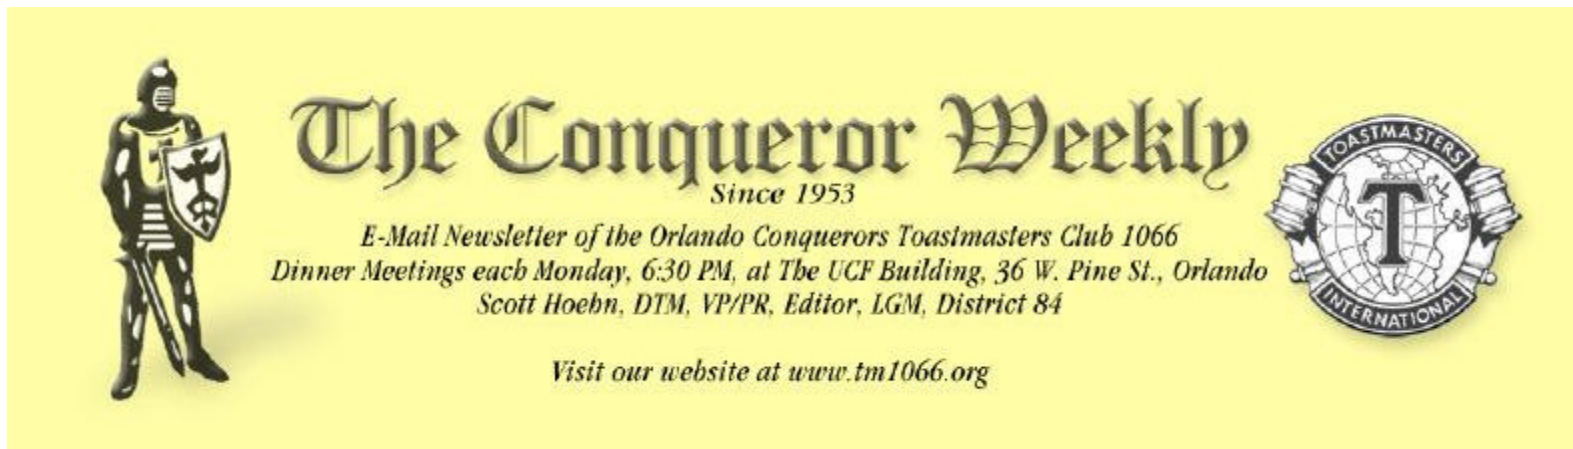 The Conqueror Weekly
Since 1953
E-Mail Newsletter of the Orlando Conquerors Toastmasters Club 1066
Dinner Meetings each Monday, 6:30 PM, at The UCF Building, 36 W. Pine St., Orlando
Scott Hoehn, DTM, VP/PR, Editor, LGM, District 84
Visit our website at www.tm1066.org
TOASTMASTERS
T
INTERNATIONAL